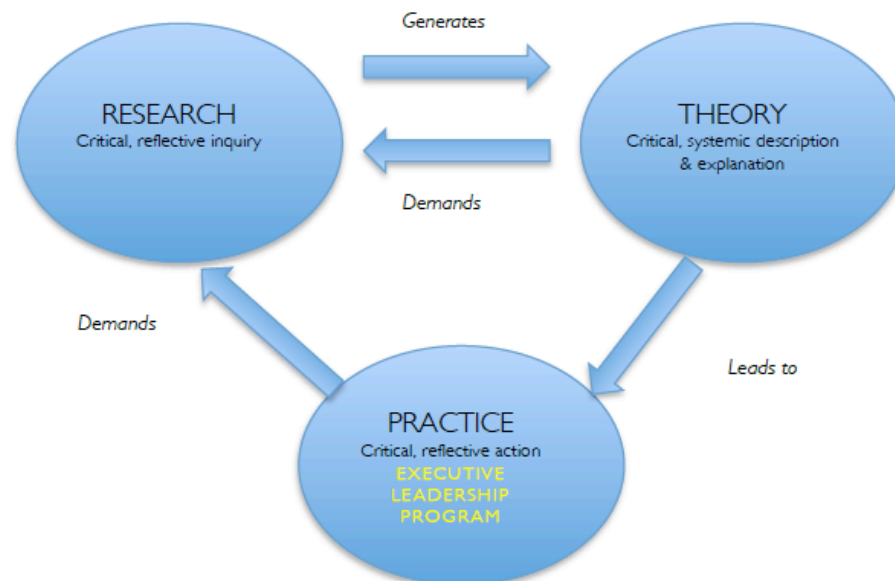 Generates
RESEARCH
Critical, reflective inquiry
THEORY
Critical, systemic description
& explanation
Demands
Demands
Leads to
PRACTICE
Critical, reflective action
EXECUTIVE
LEADERSHIP
PROGRAM